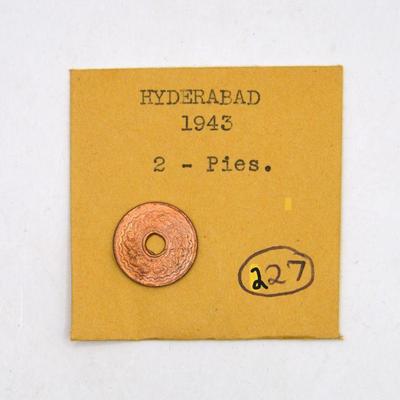 HYDERABAD
1943
2 - Pies.
227